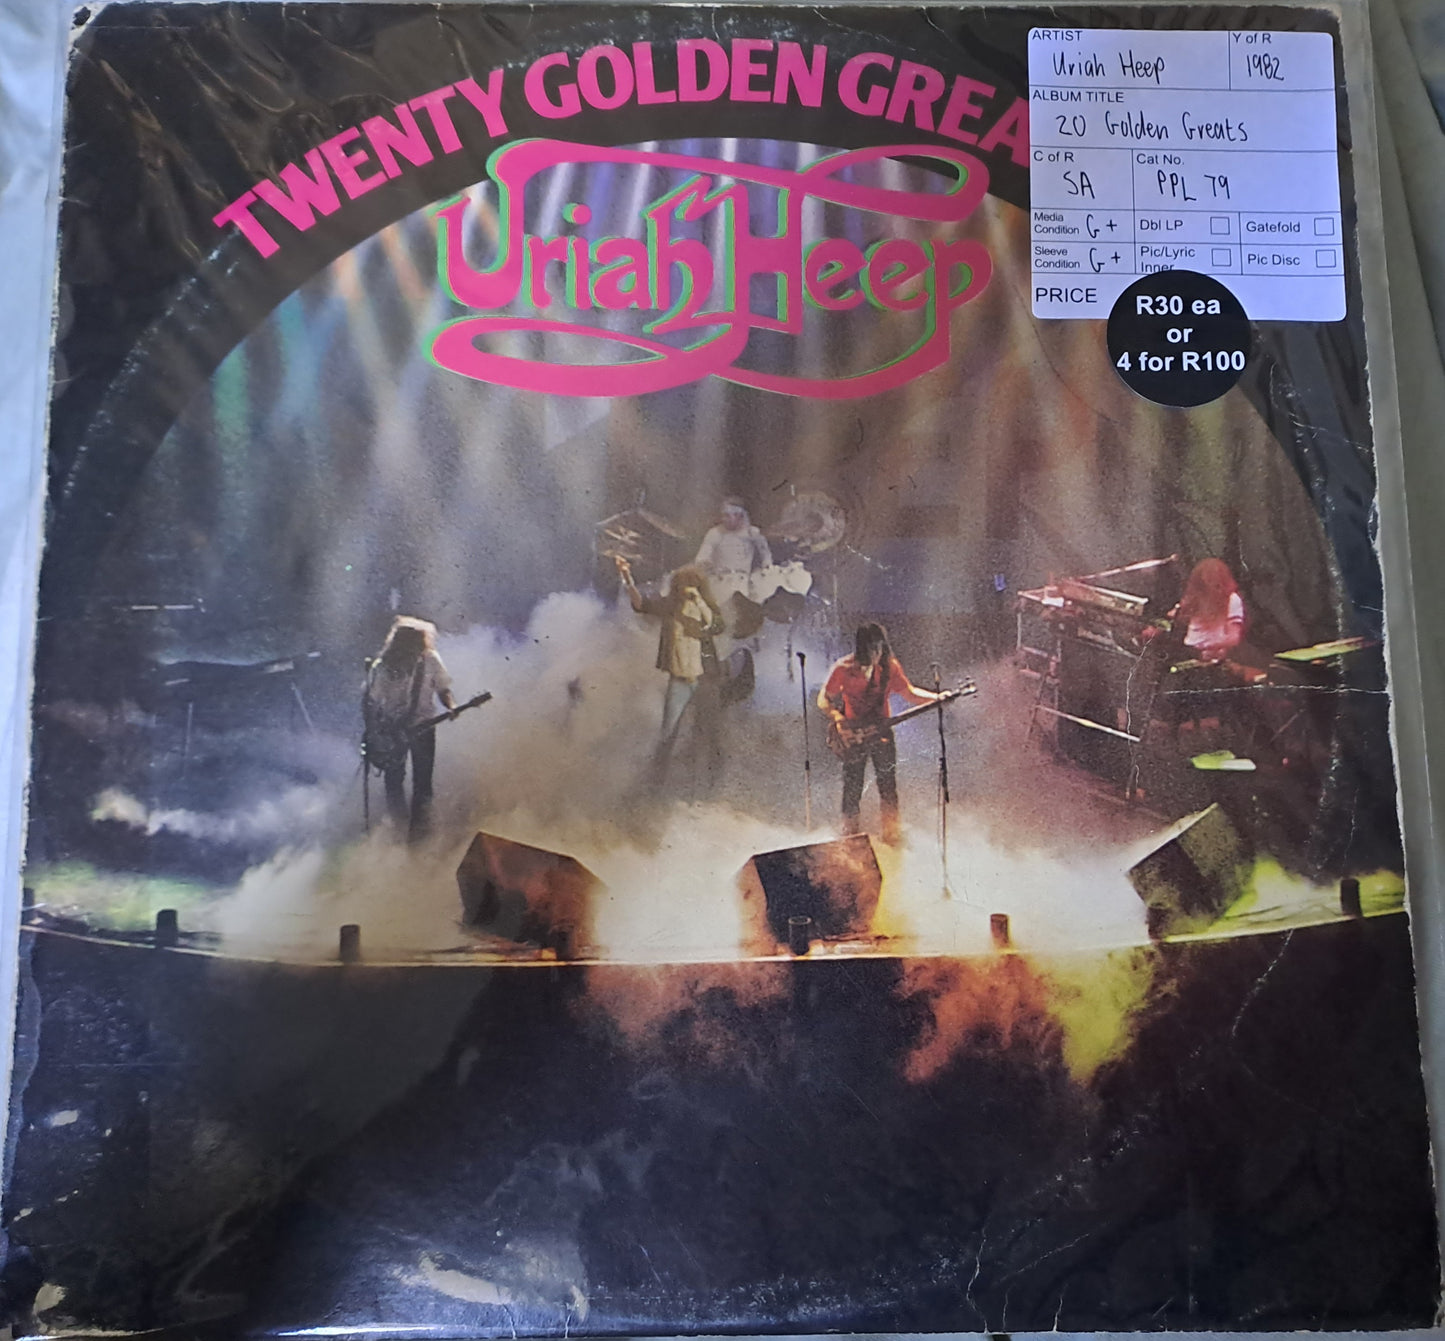 TWENTY GOLDEN GREA
Uriah Heep
ARTIST
Uriah Heep
Y of R
1982
ALBUM TITLE
20 Golden Greats
C of R
SA
Cat No.
PPL 79
Media
Condition
G+
Dbl LP
Gatefold
Sleeve
Condition
G+
Pic/Lyric
Inner
Pic Disc
PRICE
R30 ea
or
4 for R100